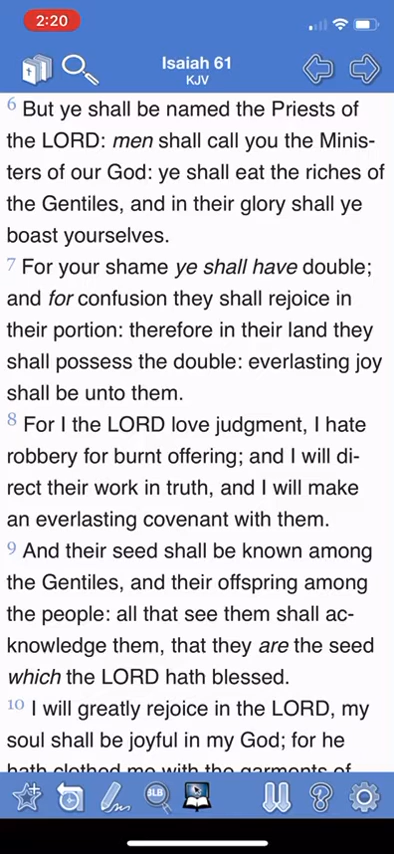 2:20
Isaiah 61
KJV
6 But ye shall be named the Priests of
the LORD: men shall call you the Minis-
ters of our God: ye shall eat the riches of
the Gentiles, and in their glory shall ye
boast yourselves.
7 For your shame ye shall have double;
and for confusion they shall rejoice in
their portion: therefore in their land they
shall possess the double: everlasting joy
shall be unto them.
8 For I the LORD love judgment, I hate
robbery for burnt offering; and I will di-
rect their work in truth, and I will make
an everlasting covenant with them.
9 And their seed shall be known among
the Gentiles, and their offspring among
the people: all that see them shall ac-
knowledge them, that they are the seed
which the LORD hath blessed.
10 I will greatly rejoice in the LORD, my
soul shall be joyful in my God; for he
hath clothed me with the garments of
BLB